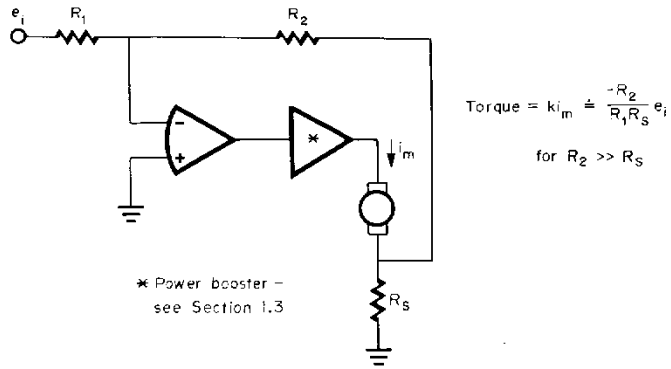 e_i
R_1
R_2
−
+
*
i_m
Torque = ki_m ≐ -R_2 / R_1R_S e_i
for R_2 >> R_S
* Power booster –
see Section 1.3
R_S